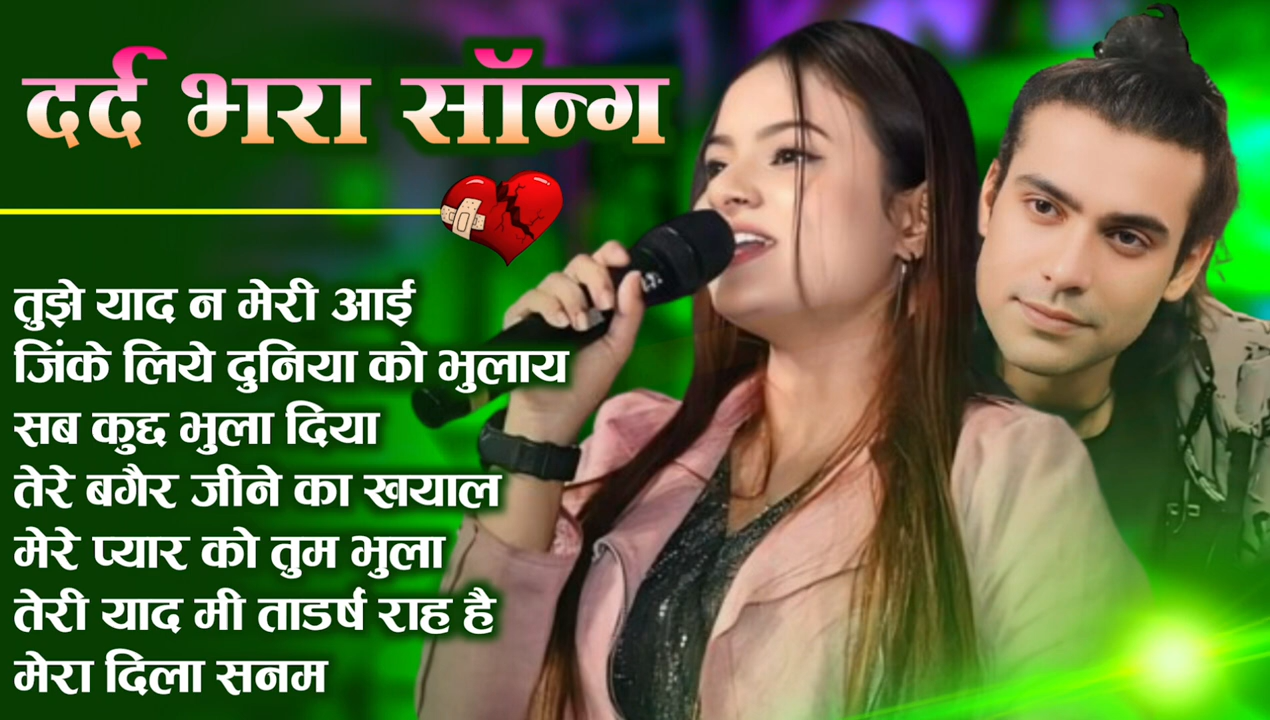 दर्द भरा सॉन्ग
तुझे याद न मेरी आई
जिंके लिये दुनिया को भुलाय
सब कुद्द भुला दिया
तेरे बगैर जीने का खयाल
मेरे प्यार को तुम भुला
तेरी याद मी ताडर्ष राह है
मेरा दिला सनम